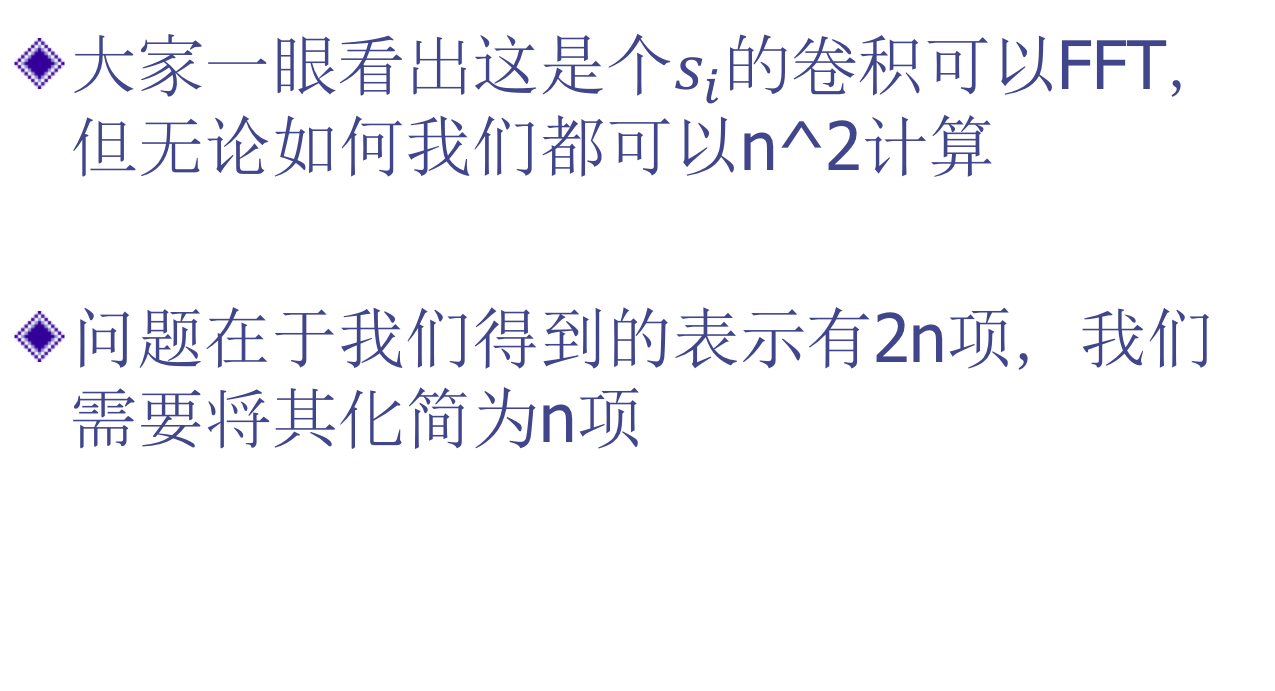 大家一眼看出这是个s_i的卷积可以FFT,
但无论如何我们都可以n^2计算
问题在于我们得到的表示有2n项，我们
需要将其化简为n项